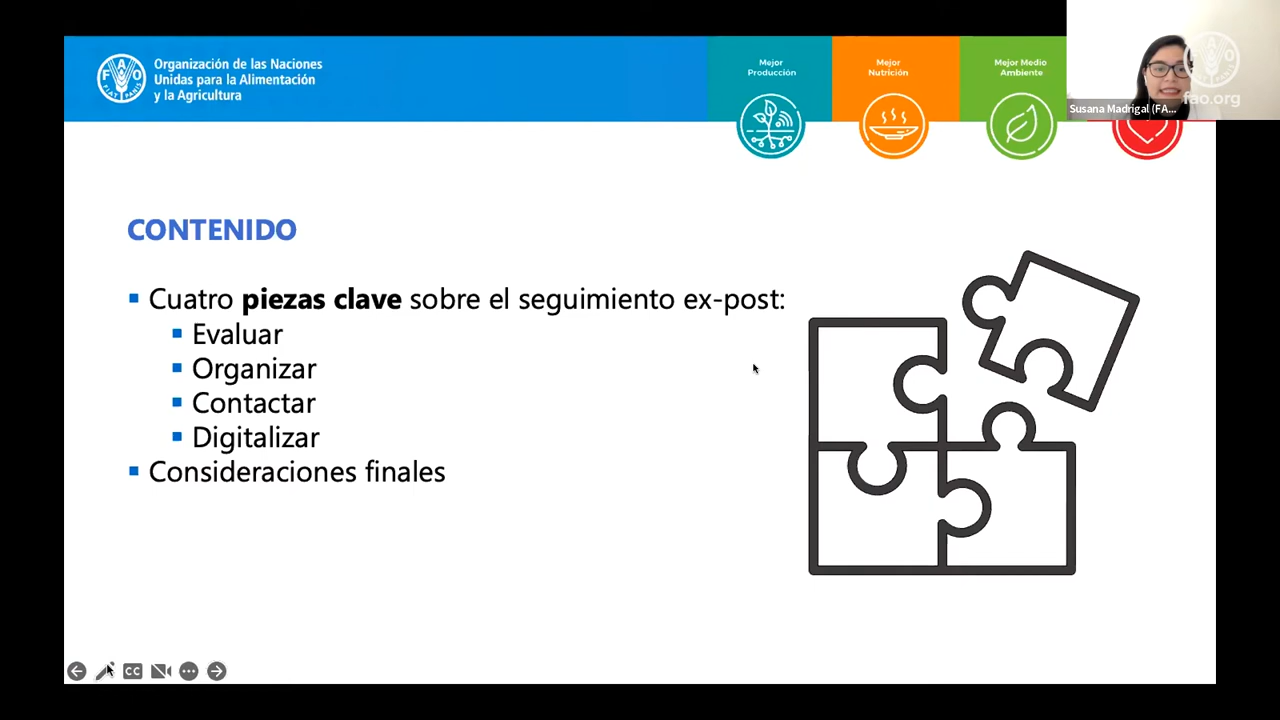 Organización de las Naciones
Unidas para la Alimentación
y la Agricultura
Mejor
Producción
Mejor
Nutrición
Mejor Medio
Ambiente
fao.org
Susana Madrigal (FA...
CONTENIDO
Cuatro piezas clave sobre el seguimiento ex-post:
Evaluar
Organizar
Contactar
Digitalizar
Consideraciones finales
CC